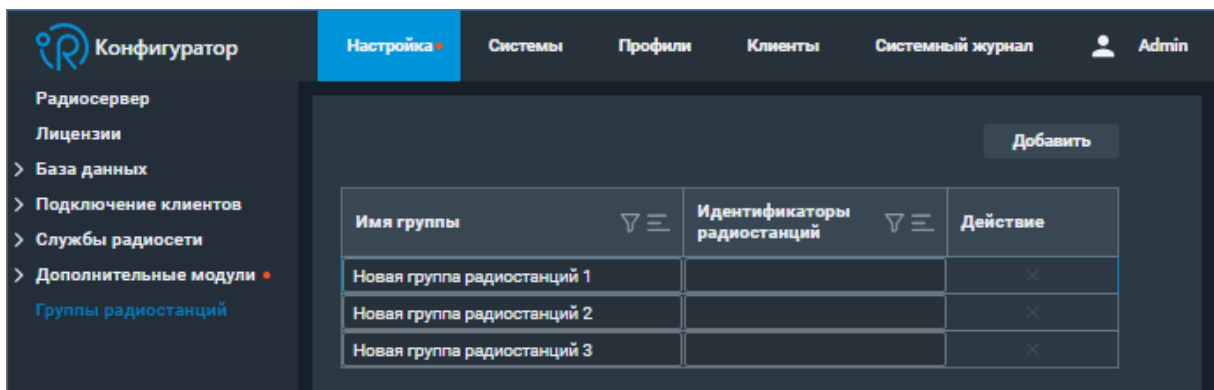 Конфигуратор
Настройка
Системы
Профили
Клиенты
Системный журнал
Admin
Радиосервер
Лицензии
База данных
Подключение клиентов
Службы радиосети
Дополнительные модули
Группы радиостанций
Добавить
Имя группы
Идентификаторы
радиостанций
Действие
Новая группа радиостанций 1
Новая группа радиостанций 2
Новая группа радиостанций 3